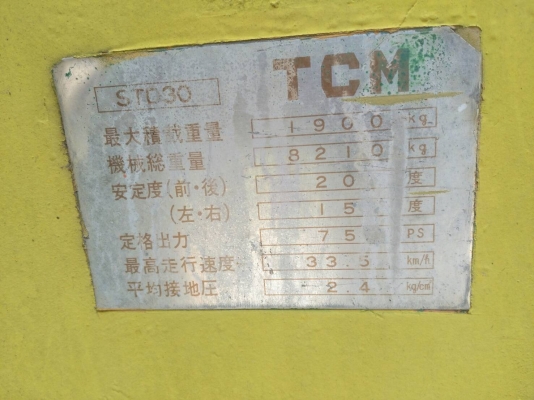 TCM
STD30
最大積載重量 1900 kg
機械総重量 8210 kg
安定度(前・後) 20 度
(左・右) 15 度
定格出力 75 PS
最高走行速度 33.5 km/h
平均接地圧 2.4 kg/cm²